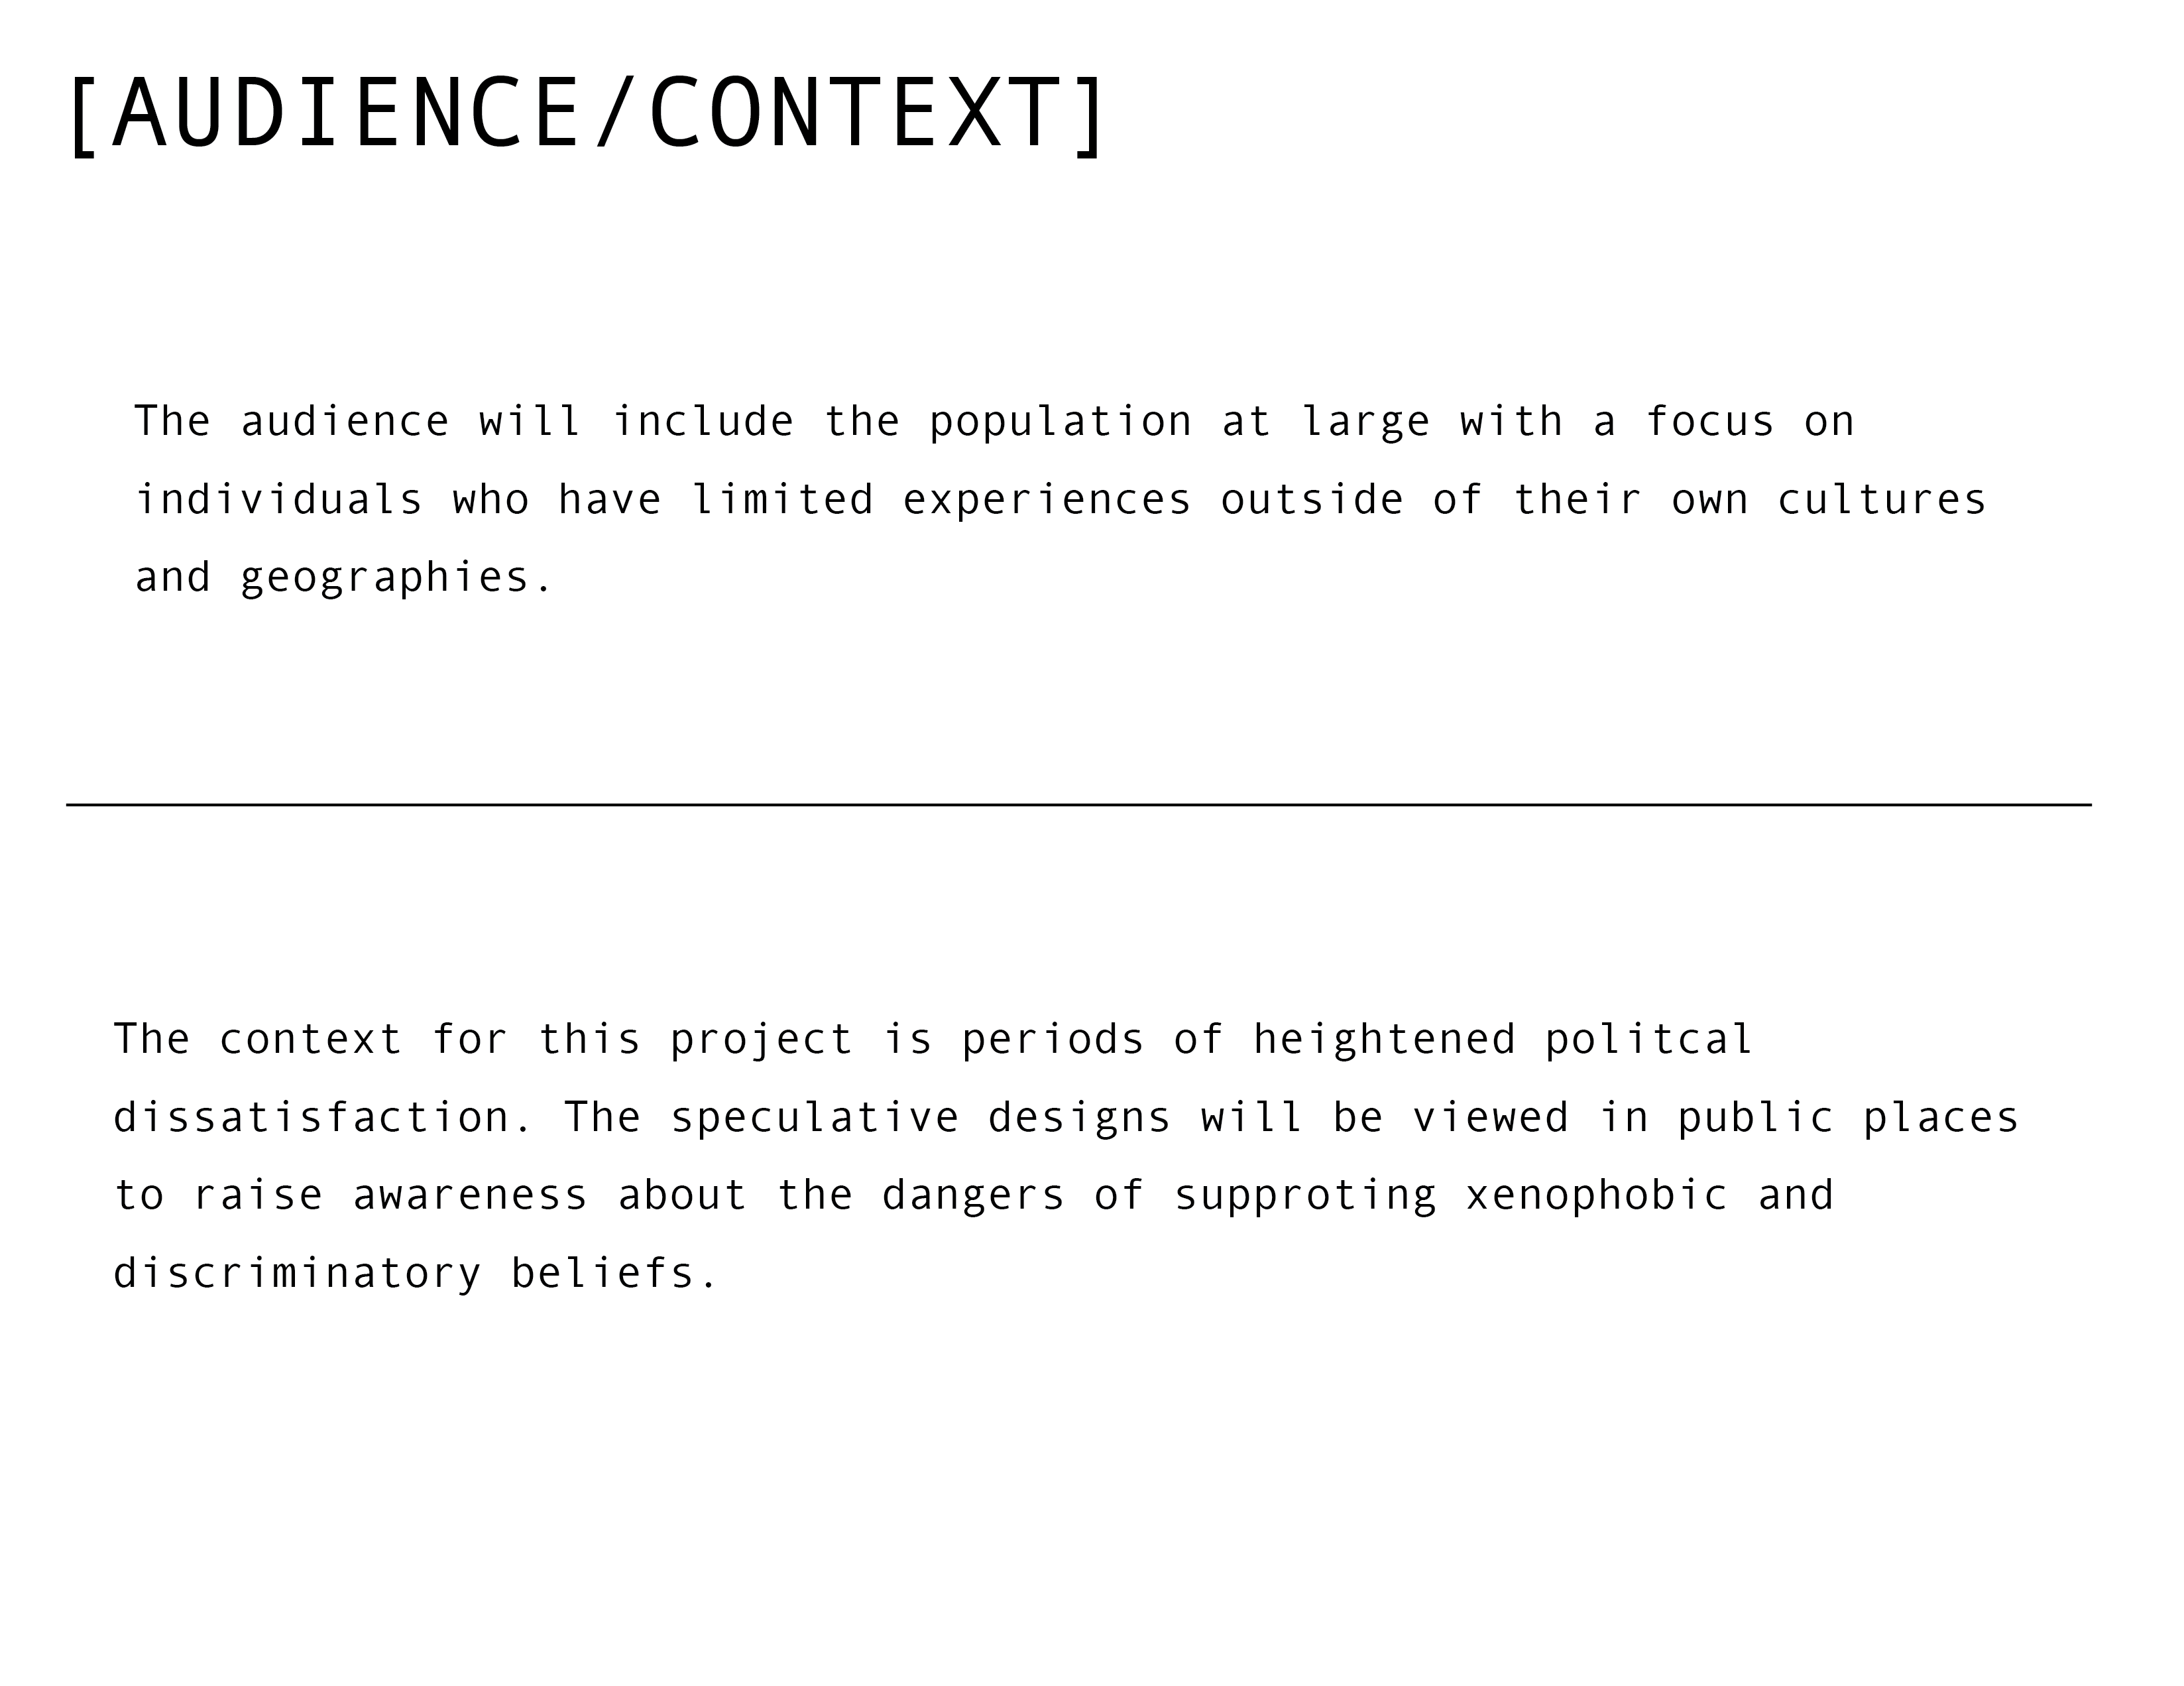 [AUDIENCE/CONTEXT]
The audience will include the population at large with a focus on
individuals who have limited experiences outside of their own cultures
and geographies.
The context for this project is periods of heightened politcal
dissatisfaction. The speculative designs will be viewed in public places
to raise awareness about the dangers of supproting xenophobic and
discriminatory beliefs.